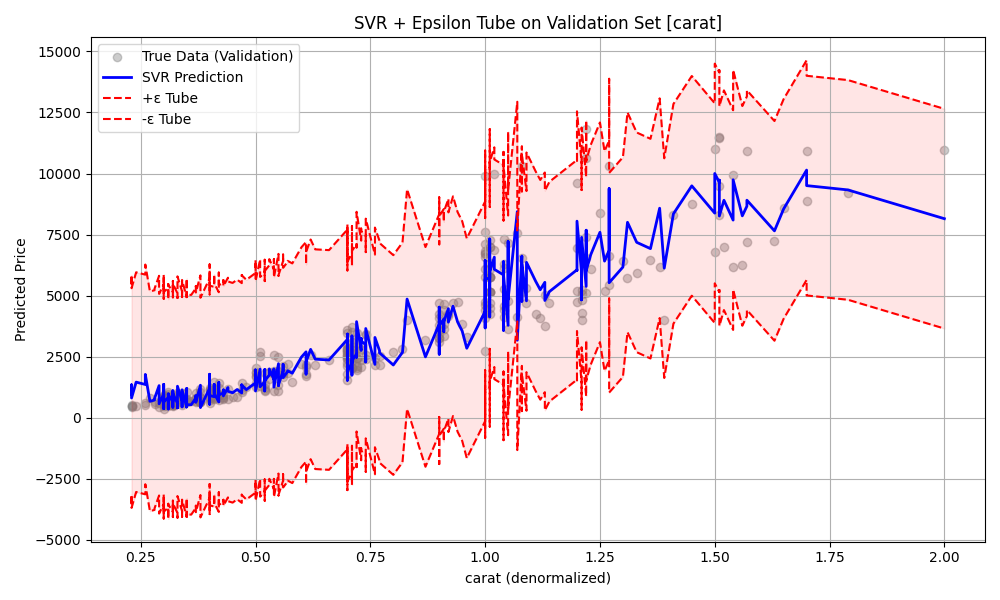 SVR + Epsilon Tube on Validation Set [carat]
True Data (Validation)
SVR Prediction
+ε Tube
-ε Tube
Predicted Price
15000
12500
10000
7500
5000
2500
0
−2500
−5000
0.25 0.50 0.75 1.00 1.25 1.50 1.75 2.00
carat (denormalized)